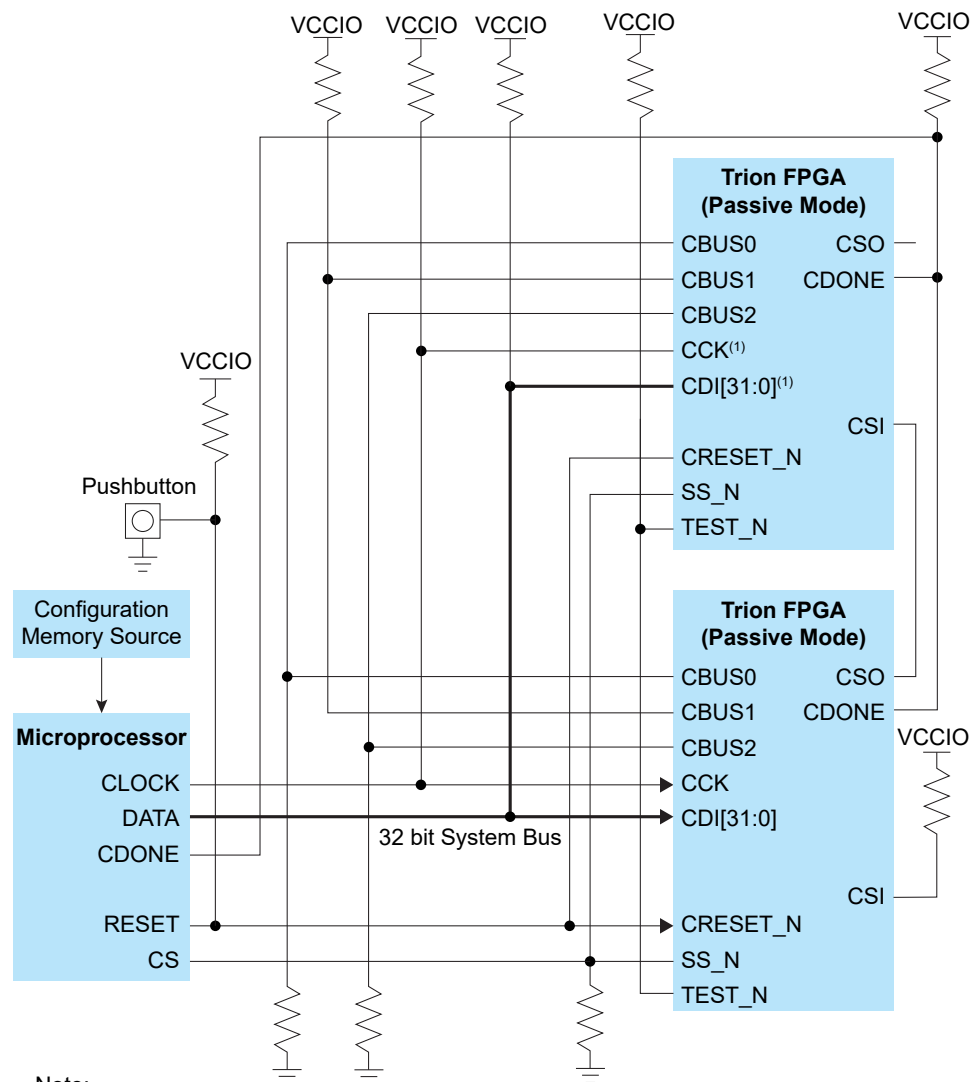 VCCIO
VCCIO
VCCIO
VCCIO
VCCIO
Trion FPGA
(Passive Mode)
CBUS0
CSO
CBUS1
CDONE
CBUS2
CCK(1)
CDI[31:0](1)
CSI
CRESET_N
SS_N
TEST_N
VCCIO
Pushbutton
Configuration
Memory Source
Microprocessor
CLOCK
DATA
CDONE
RESET
CS
32 bit System Bus
Trion FPGA
(Passive Mode)
CBUS0
CSO
CBUS1
CDONE
CBUS2
CCK
CDI[31:0]
CSI
CRESET_N
SS_N
TEST_N
VCCIO
Note: